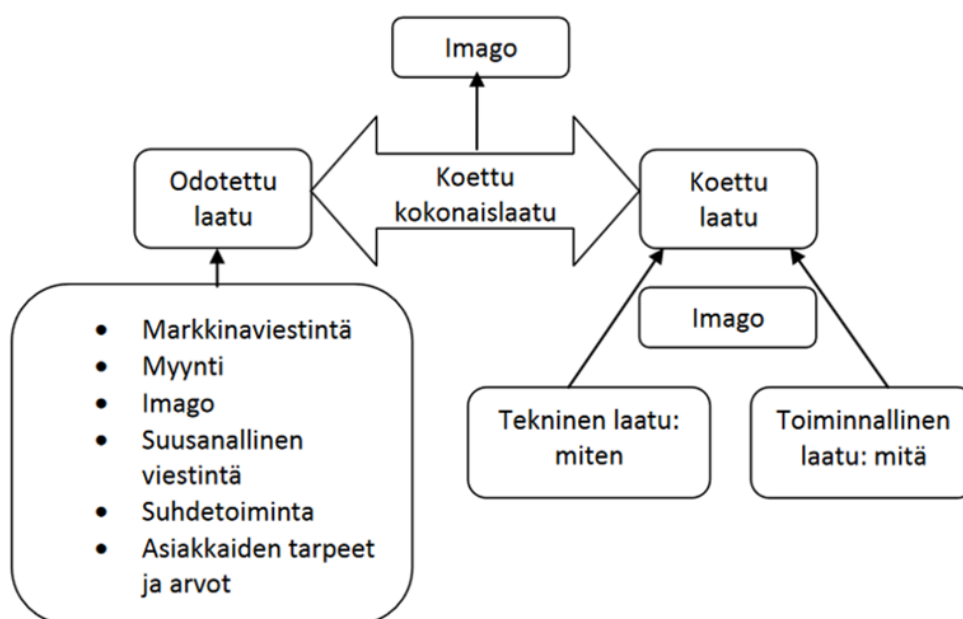 Imago
Odotettu
laatu
Koettu
kokonaislaatu
Koettu
laatu
Imago
• Markkinaviestintä
• Myynti
• Imago
• Suusanallinen
viestintä
• Suhdetoiminta
• Asiakkaiden tarpeet
ja arvot
Tekninen laatu:
miten
Toiminnallinen
laatu: mitä